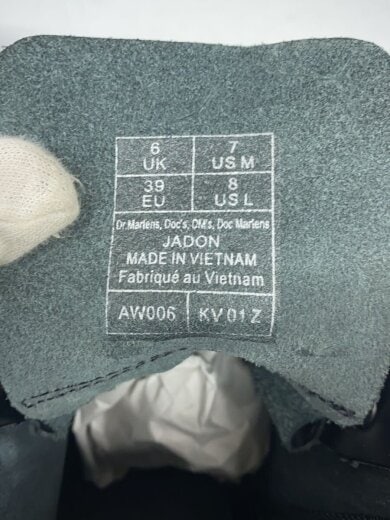 6 7
UK US M
39 8
EU US L
Dr.Martens, Doc's, DM's, Doc Martens
JADON
MADE IN VIETNAM
Fabriqué au Vietnam
AW006 KV 01 Z